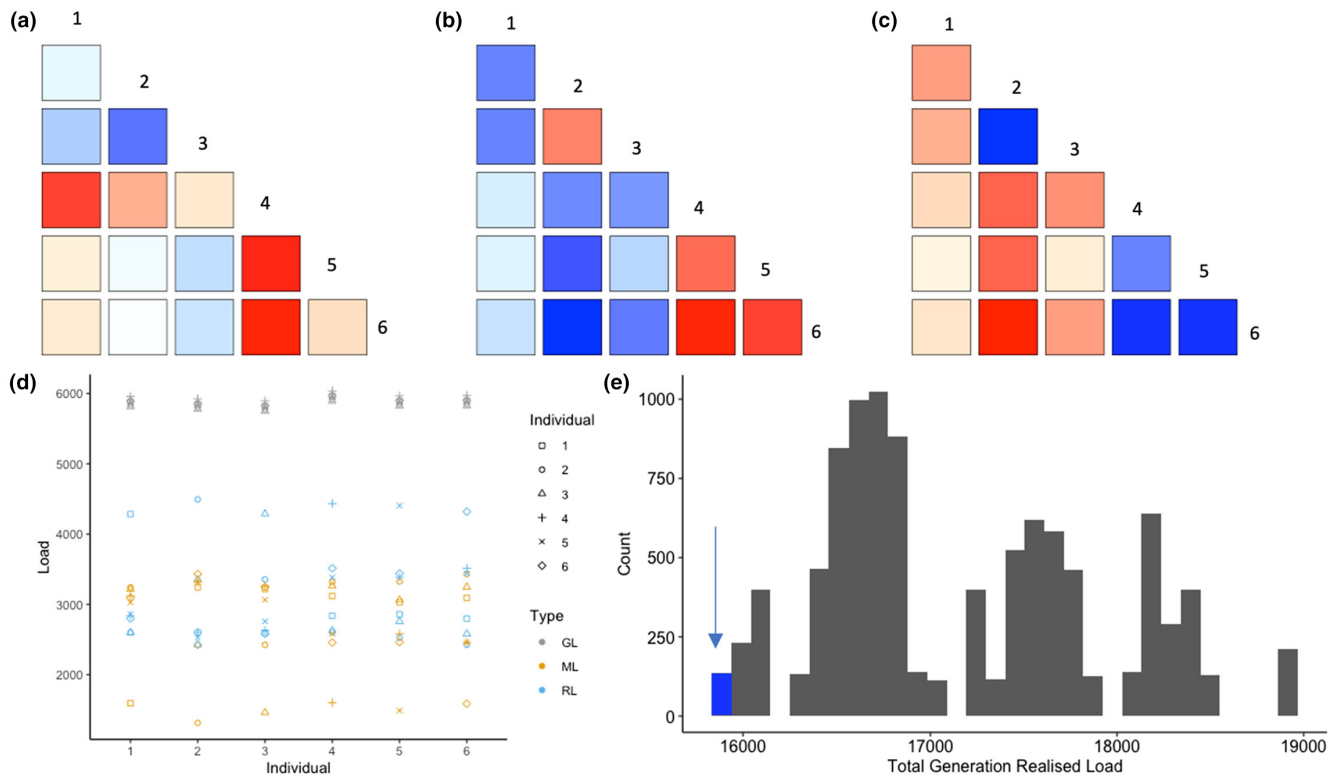 (a)
1
2
3
4
5
6
(b)
1
2
3
4
5
6
(c)
1
2
3
4
5
6
(d)
Load
6000
5000
4000
3000
2000
1 2 3 4 5 6
Individual
Individual
1
2
3
4
5
6
Type
GL
ML
RL
(e)
Count
1000
750
500
250
0
16000 17000 18000 19000
Total Generation Realised Load